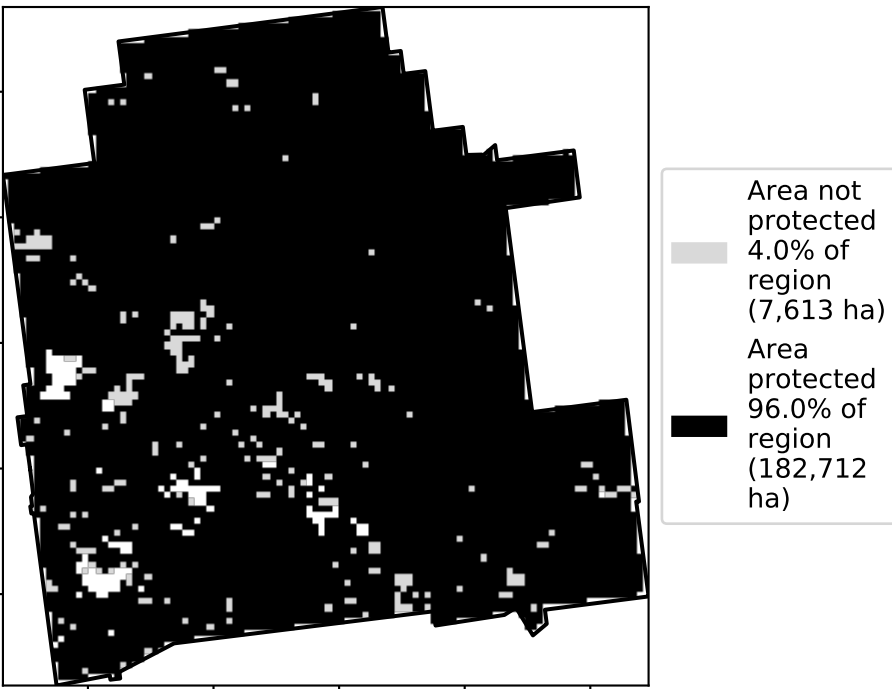 Area not
protected
4.0% of
region
(7,613 ha)
Area
protected
96.0% of
region
(182,712
ha)